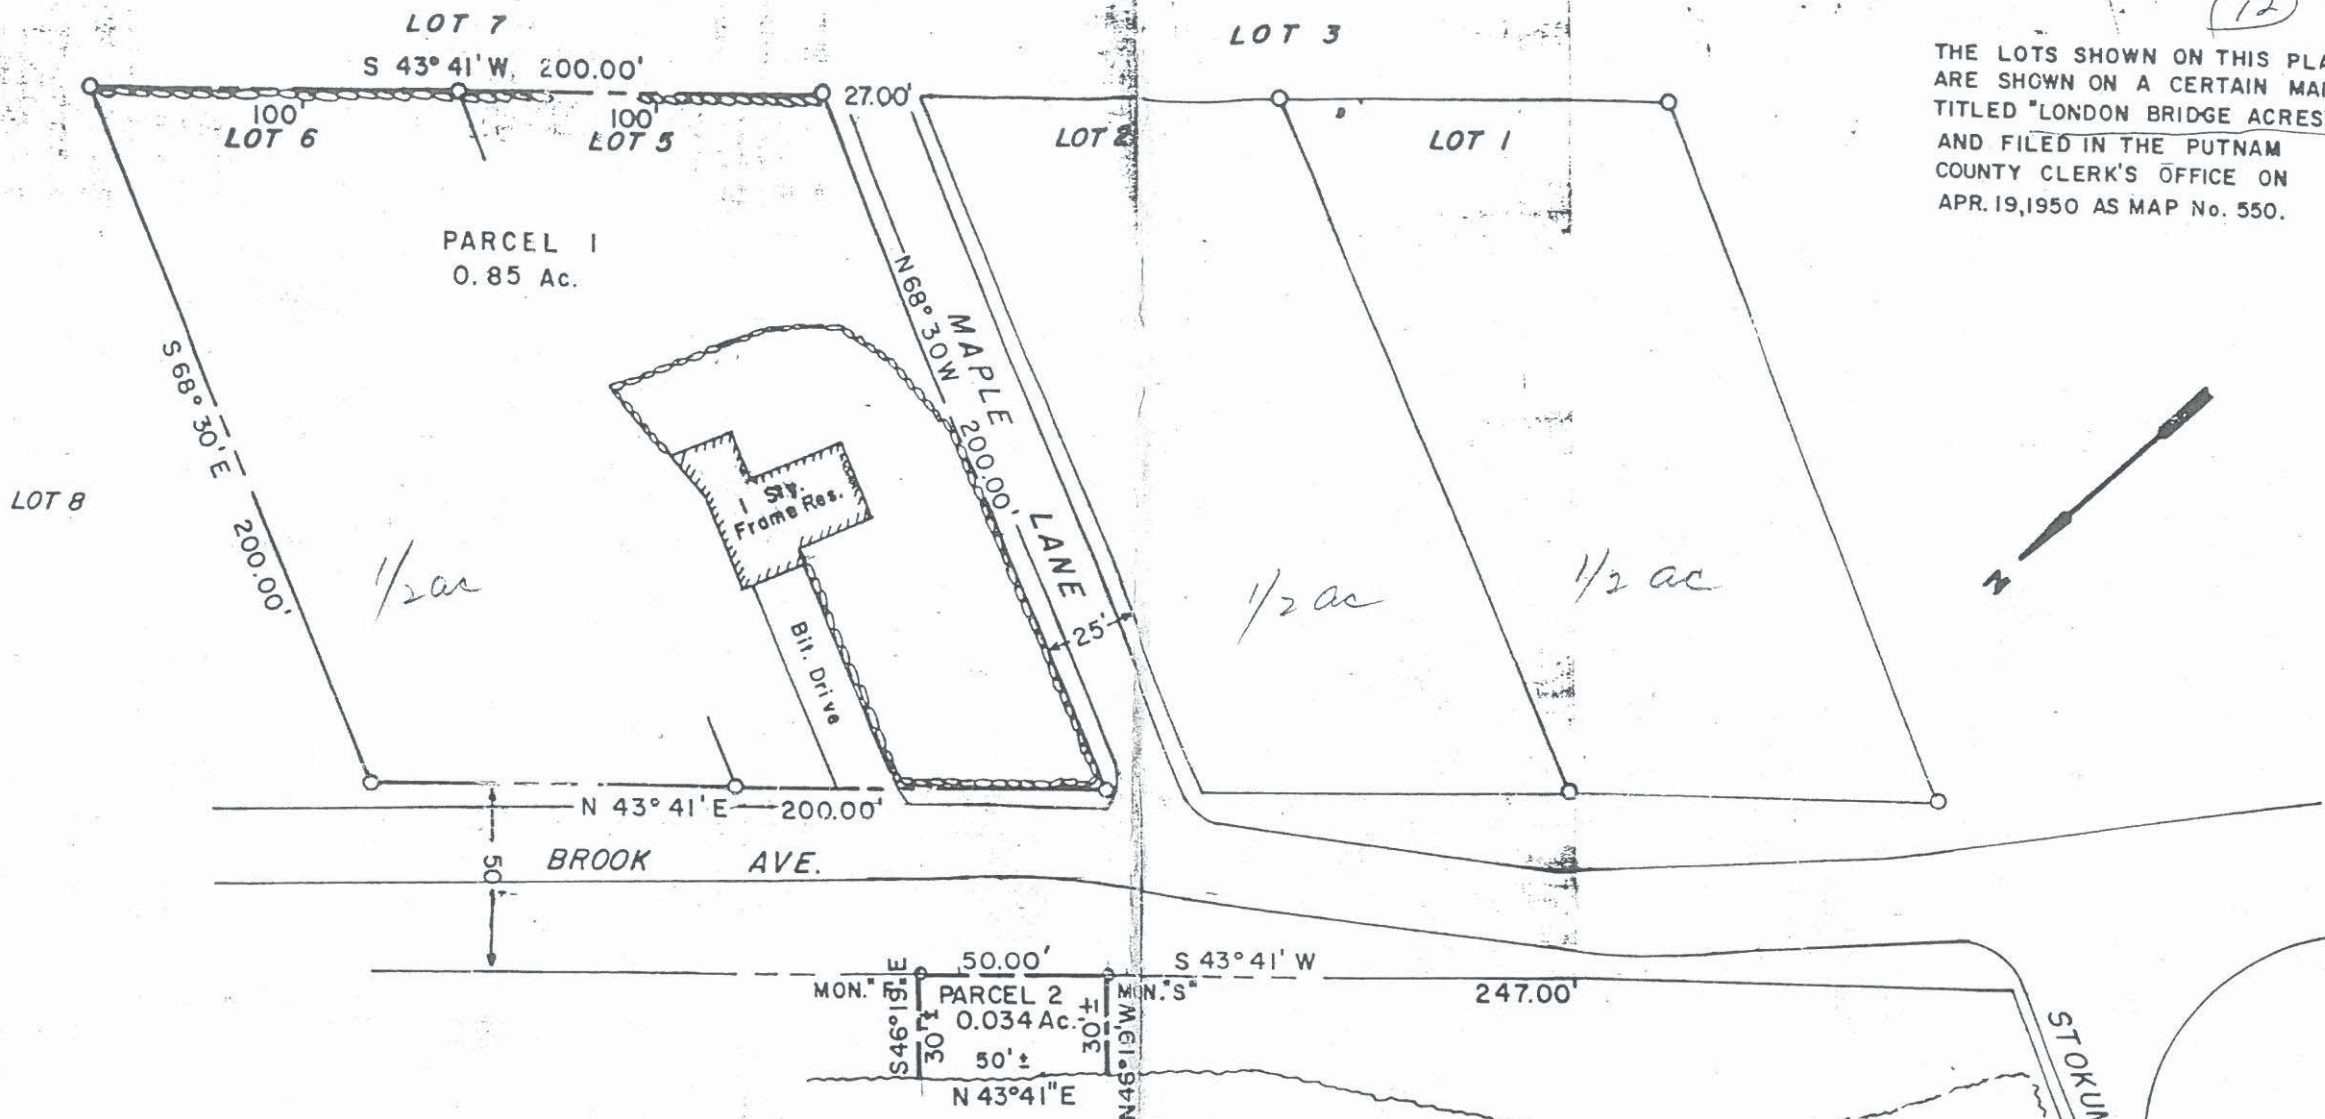 LOT 7
LOT 3
12
S 43° 41' W, 200.00'
27.00'
100'
100'
LOT 6
LOT 5
LOT 2
LOT 1
THE LOTS SHOWN ON THIS
ARE SHOWN ON A CERTAIN
TITLED "LONDON BRIDGE ACRES
AND FILED IN THE PUTNAM
COUNTY CLERK'S OFFICE ON
APR. 19, 1950 AS MAP No. 550.
PARCEL 1
0.85 Ac.
S 68° 30' E 200.00'
N 68° 30 W 200.00'
MAPLE LANE
25'
1 Sty.
Frame Res.
Bit. Drive
LOT 8
1/2 ac
1/2 ac
1/2 ac
N
N 43° 41' E 200.00'
50'
BROOK AVE.
50.00'
S 43° 41' W
247.00'
MON.
MON. "S"
PARCEL 2
0.034 Ac.
S 46° 19" E
30' ±
30' ±
N 46° 19' W
50' ±
N 43° 41" E